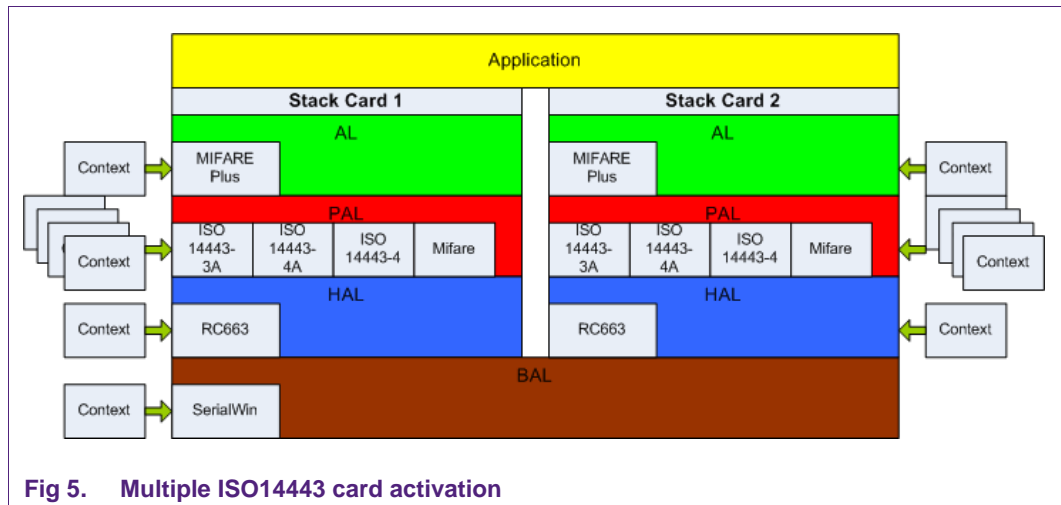 Application
Stack Card 1
Stack Card 2
AL
AL
Context
MIFARE
Plus
MIFARE
Plus
Context
PAL
PAL
Context
ISO
14443-
3A
ISO
14443-
4A
ISO
14443-4
Mifare
ISO
14443-
3A
ISO
14443-
4A
ISO
14443-4
Mifare
Context
HAL
HAL
Context
RC663
RC663
Context
BAL
Context
SerialWin
Fig 5. Multiple ISO14443 card activation